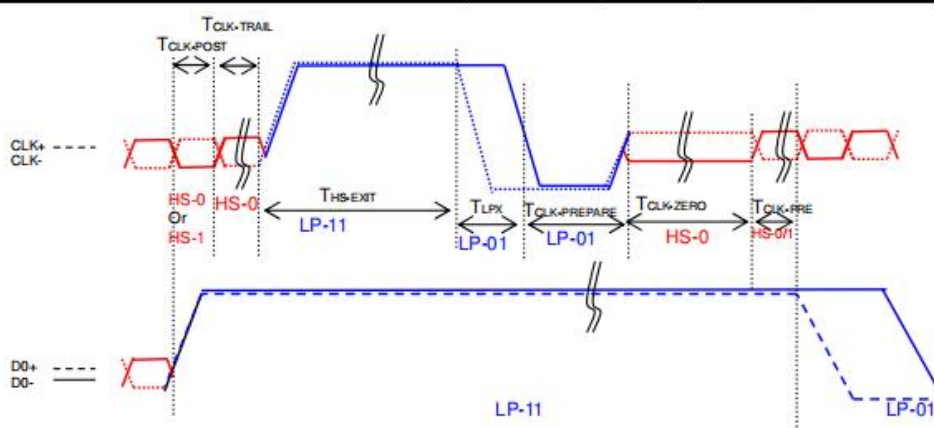 TCLK-TRAIL
TCLK-POST
CLK+
CLK-
HS-0
Or
HS-1
HS-0
THS-EXIT
LP-11
TLPX
LP-01
TCLK-PREPARE
LP-01
TCLK-ZERO
HS-0
TCLK-PRE
HS-0/1
D0+
D0-
LP-11
LP-01